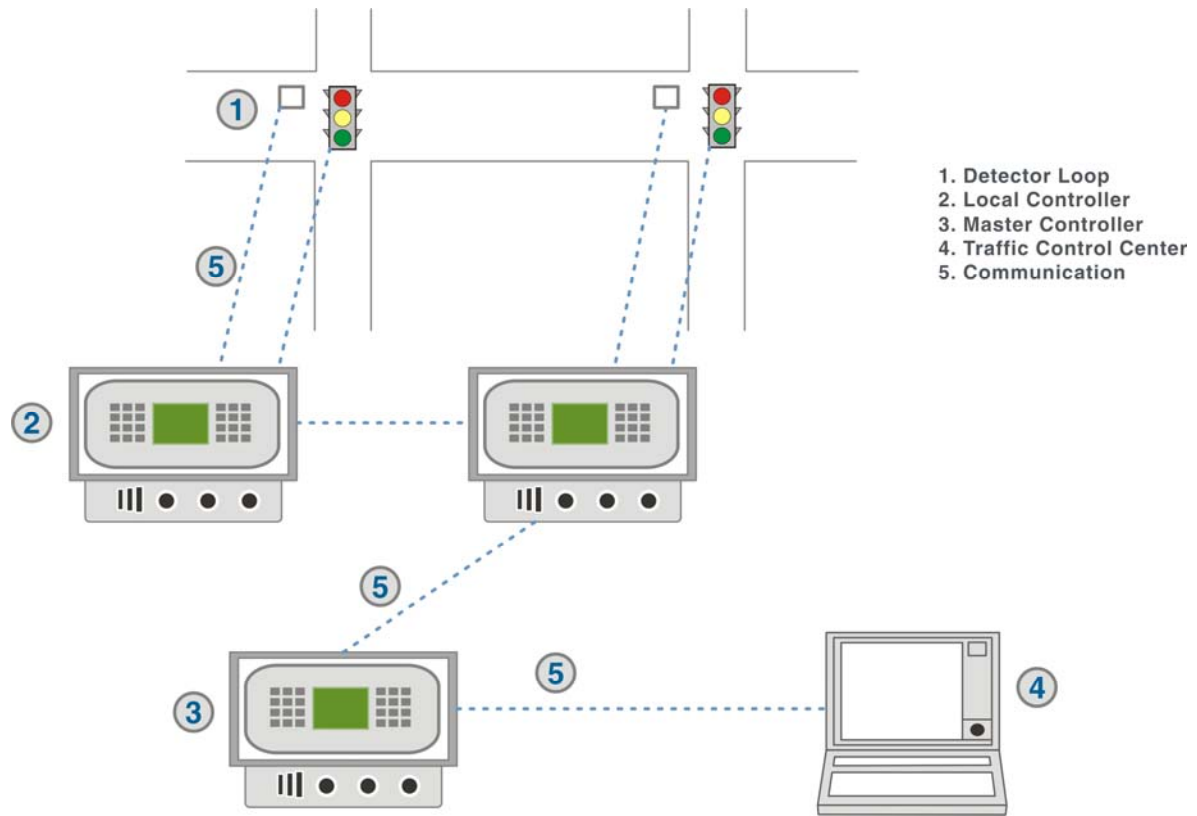 1
5
2
5
3
5
4
1. Detector Loop
2. Local Controller
3. Master Controller
4. Traffic Control Center
5. Communication